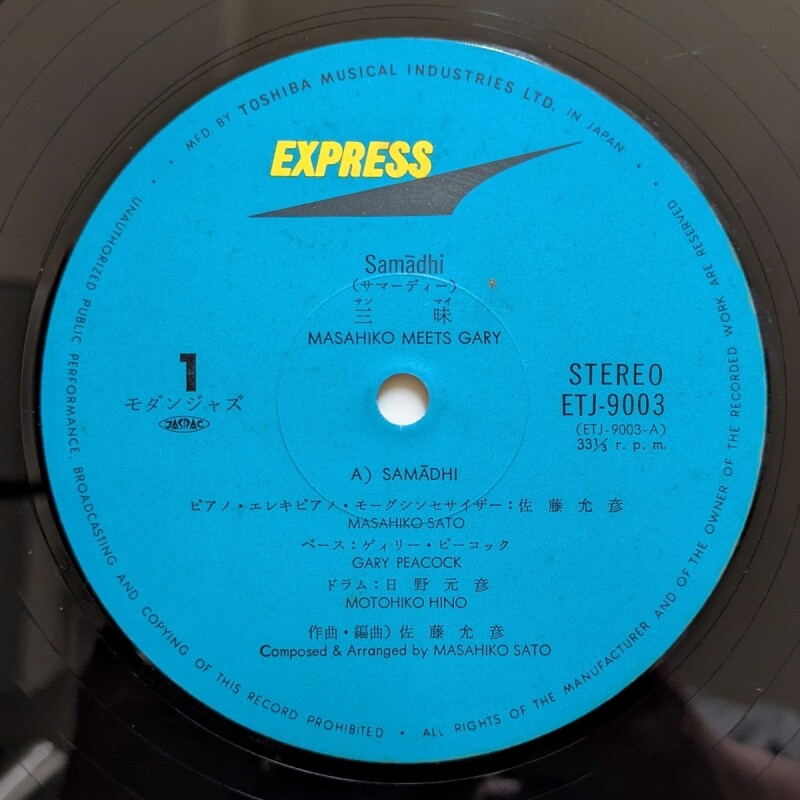 • MFD. BY TOSHIBA MUSICAL INDUSTRIES LTD. IN JAPAN •
EXPRESS
Samādhi
(サマーディー)
サン マイ
三 昧
MASAHIKO MEETS GARY
1
モダンジャズ
JASRAC
STEREO
ETJ-9003
(ETJ-9003-A)
33⅓ r. p. m.
A) SAMĀDHI
ピアノ・エレキピアノ・モーグシンセサイザー：佐 藤 允 彦
MASAHIKO SATO
ベース：ゲイリー・ピーコック
GARY PEACOCK
ドラム：日 野 元 彦
MOTOHIKO HINO
作曲・編曲) 佐 藤 允 彦
Composed & Arranged by MASAHIKO SATO
• UNAUTHORIZED PUBLIC PERFORMANCE, BROADCASTING AND COPYING OF THIS RECORD PROHIBITED • ALL RIGHTS OF THE MANUFACTURER AND OF THE OWNER OF THE RECORDED WORK ARE RESERVED •